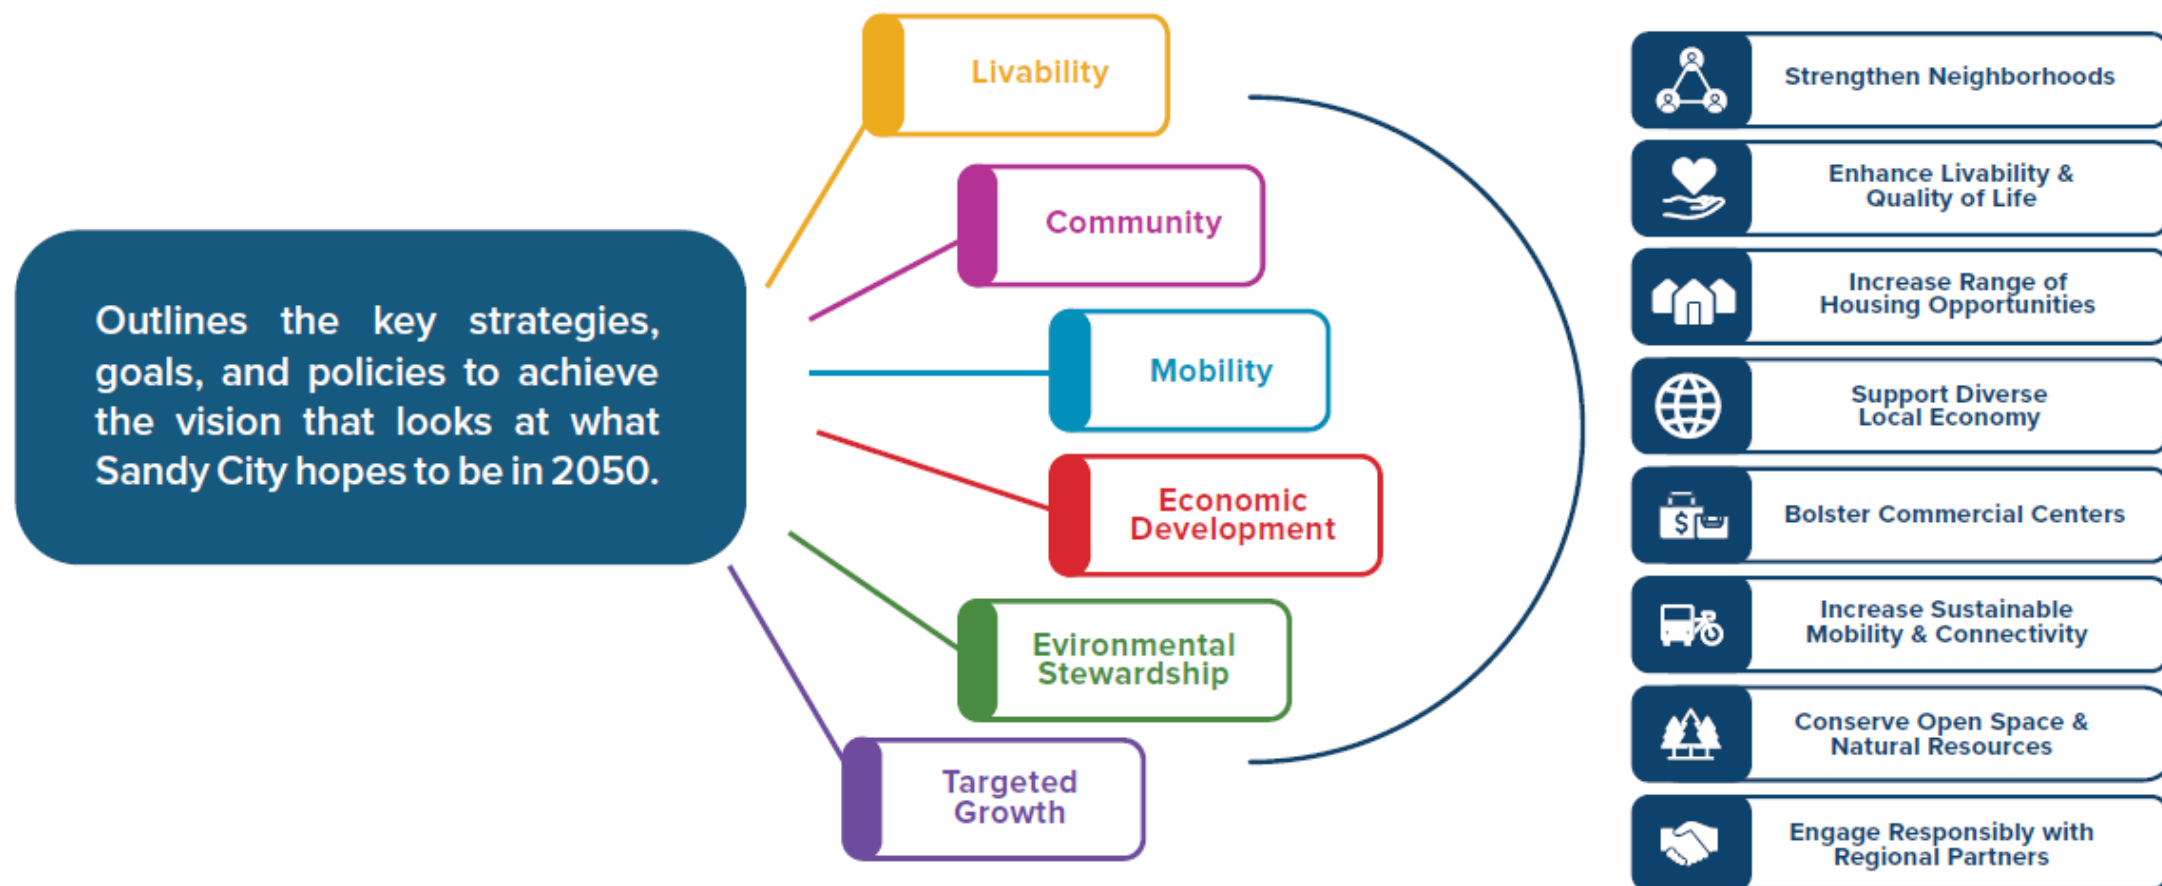 Outlines the key strategies,
goals, and policies to achieve
the vision that looks at what
Sandy City hopes to be in 2050.
Livability
Community
Mobility
Economic
Development
Evironmental
Stewardship
Targeted
Growth
Strengthen Neighborhoods
Enhance Livability &
Quality of Life
Increase Range of
Housing Opportunities
Support Diverse
Local Economy
$
Bolster Commercial Centers
Increase Sustainable
Mobility & Connectivity
Conserve Open Space &
Natural Resources
Engage Responsibly with
Regional Partners